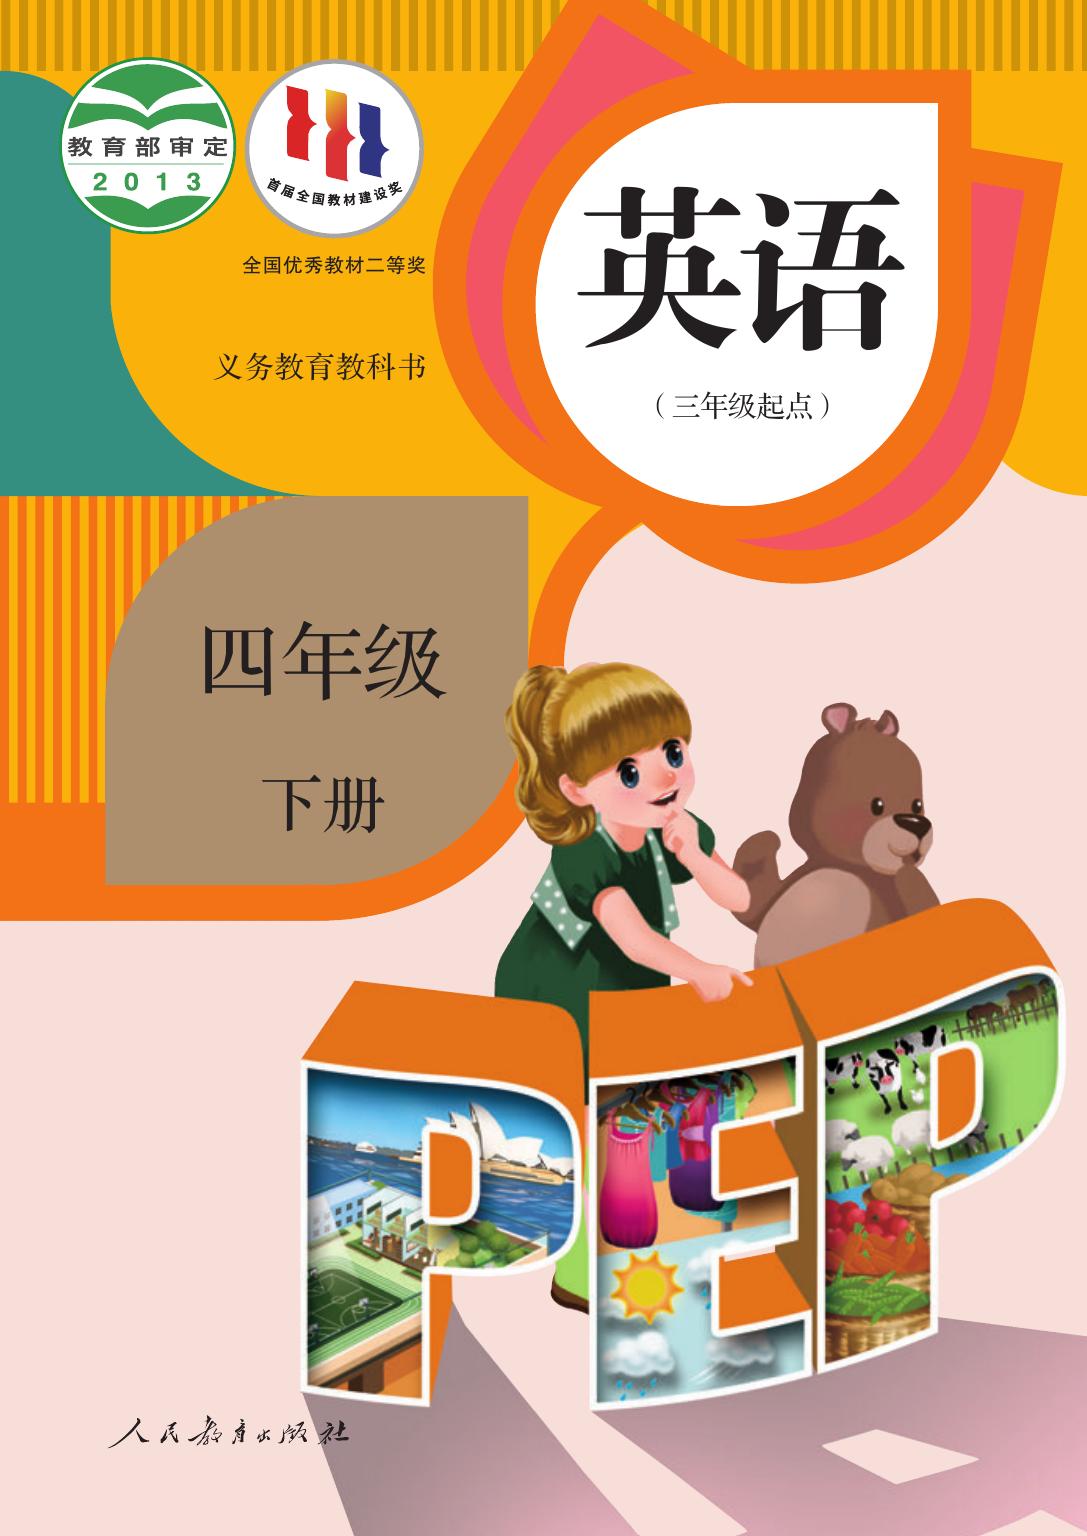 教育部审定
2013
首届全国教材建设奖
全国优秀教材二等奖
义务教育教科书
英语
（三年级起点）
四年级
下册
PEP
人民教育出版社